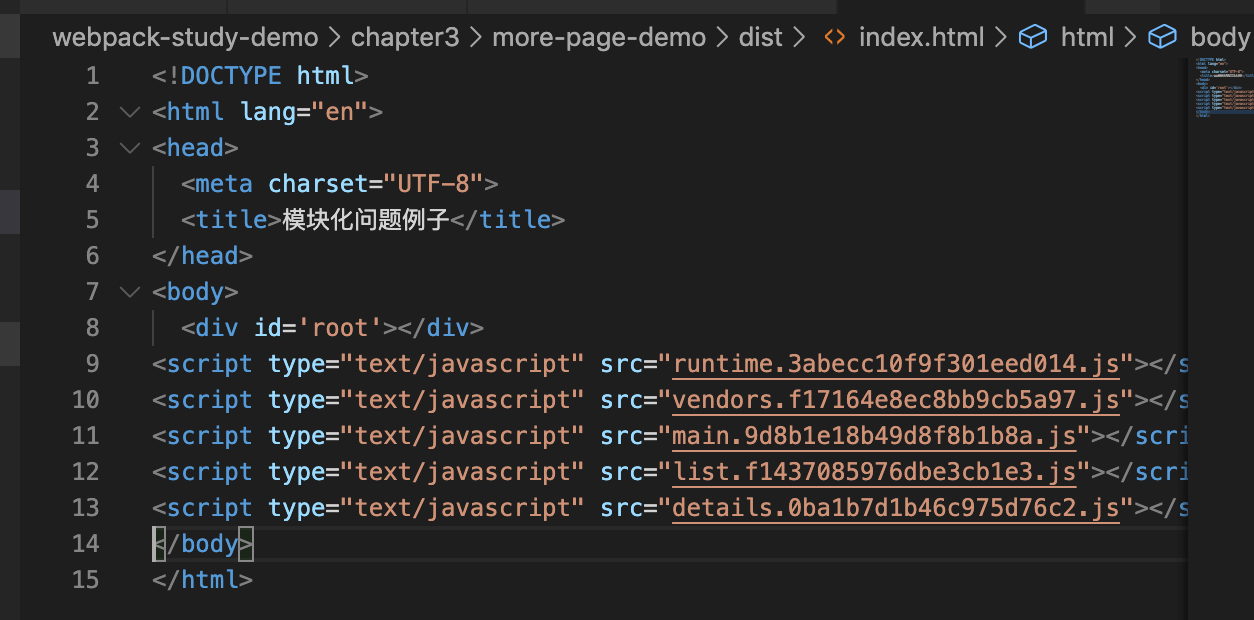 webpack-study-demo > chapter3 > more-page-demo > dist > <> index.html > html > body
1 <!DOCTYPE html>
2 <html lang="en">
3 <head>
4 <meta charset="UTF-8">
5 <title>模块化问题例子</title>
6 </head>
7 <body>
8 <div id='root'></div>
9 <script type="text/javascript" src="runtime.3abecc10f9f301eed014.js"></s
10 <script type="text/javascript" src="vendors.f17164e8ec8bb9cb5a97.js"></s
11 <script type="text/javascript" src="main.9d8b1e18b49d8f8b1b8a.js"></scri
12 <script type="text/javascript" src="list.f1437085976dbe3cb1e3.js"></scri
13 <script type="text/javascript" src="details.0ba1b7d1b46c975d76c2.js"></s
14 </body>
15 </html>